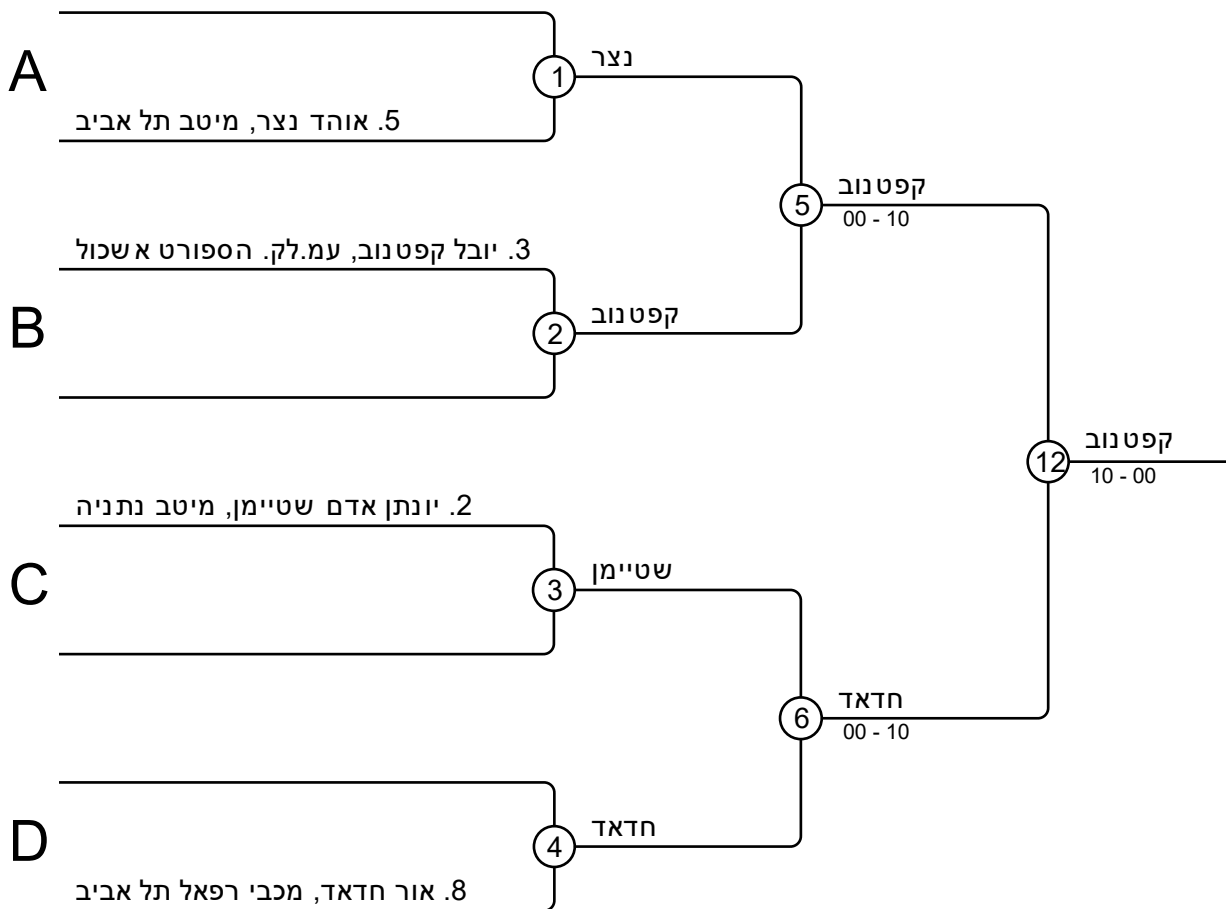 A
1
נצר
5. אוהד נצר, מיטב תל אביב
5
קפטנוב
00 - 10
3. יובל קפטנוב, עמ.לק. הספורט אשכול
B
2
קפטנוב
12
קפטנוב
10 - 00
2. יונתן אדם שטיימן, מיטב נתניה
C
3
שטיימן
6
חדאד
00 - 10
D
4
חדאד
8. אור חדאד, מכבי רפאל תל אביב